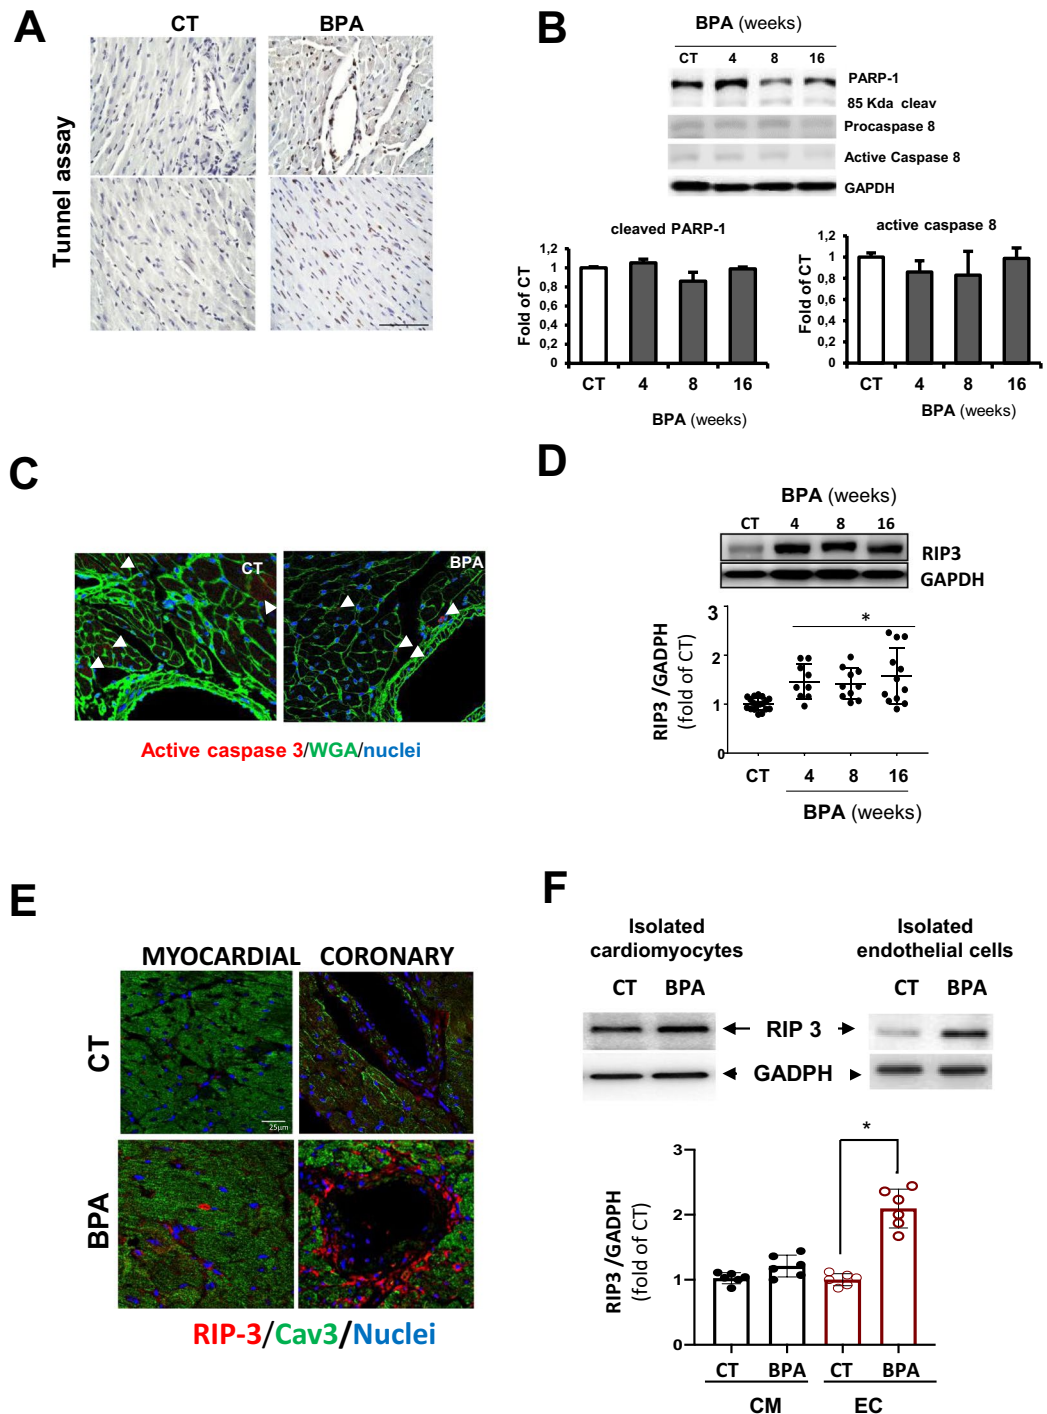 A
CT BPA
Tunnel assay
B
BPA (weeks)
CT 4 8 16
PARP-1
85 Kda cleav
Procaspase 8
Active Caspase 8
GAPDH
cleaved PARP-1
Fold of CT
1,2
1
0,8
0,6
0,4
0,2
0
CT 4 8 16
BPA (weeks)
active caspase 8
Fold of CT
1,2
1
0,8
0,6
0,4
0,2
0
CT 4 8 16
BPA (weeks)
C
CT
BPA
Active caspase 3/WGA/nuclei
D
BPA (weeks)
CT 4 8 16
RIP3
GAPDH
RIP3 /GADPH
(fold of CT)
3
2
1
0
*
CT 4 8 16
BPA (weeks)
E
MYOCARDIAL CORONARY
CT
25µm
BPA
RIP-3/Cav3/Nuclei
F
Isolated
cardiomyocytes
Isolated
endothelial cells
CT BPA
CT BPA
RIP 3
GADPH
RIP3 /GADPH
(fold of CT)
3
2
1
0
*
CT BPA CT BPA
CM EC